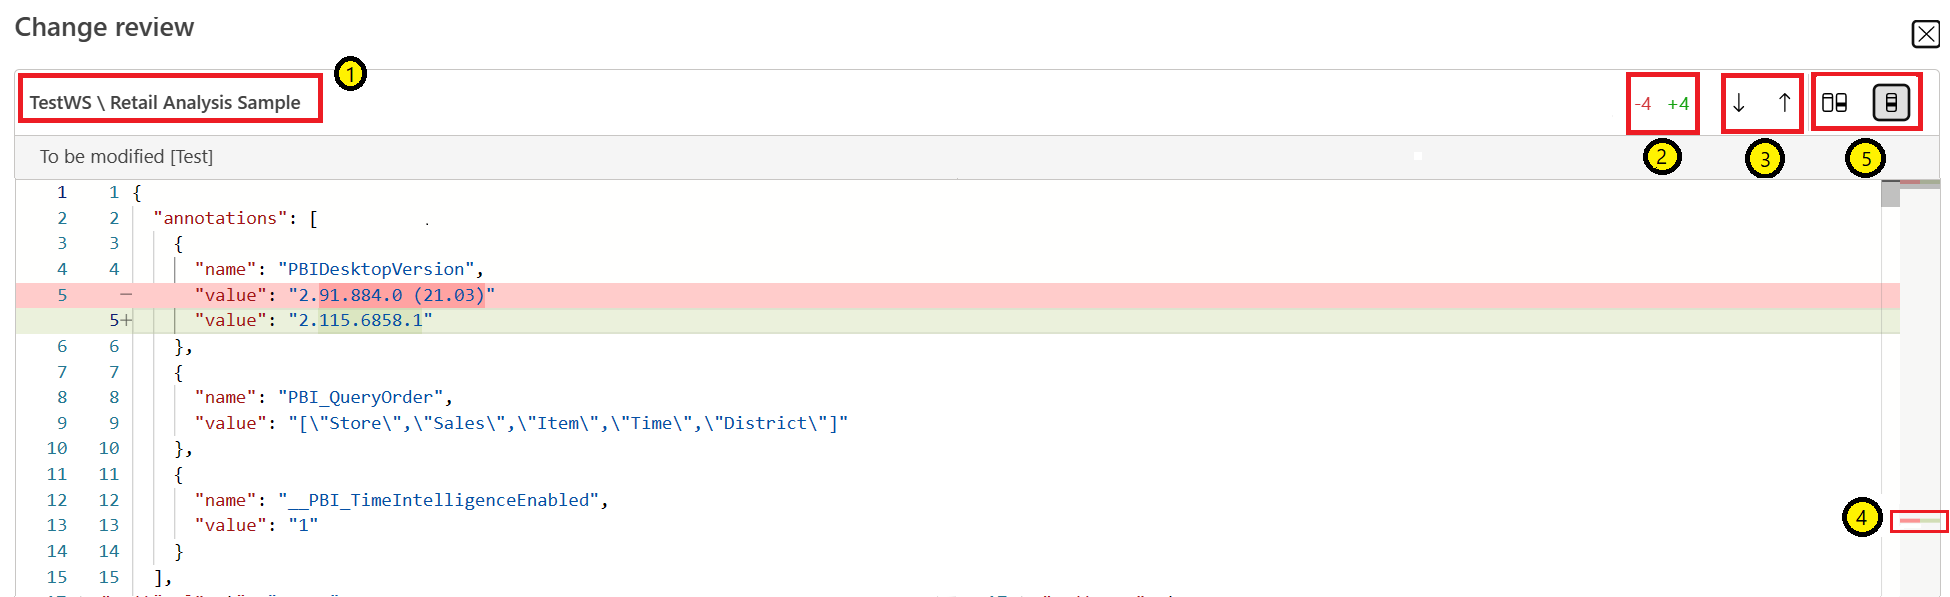 Change review
1
TestWS \ Retail Analysis Sample
-4 +4
2
3
5
To be modified [Test]
1 1 {
2 2 "annotations": [
3 3 {
4 4 "name": "PBIDesktopVersion",
5 − "value": "2.91.884.0 (21.03)"
5+ "value": "2.115.6858.1"
6 6 },
7 7 {
8 8 "name": "PBI_QueryOrder",
9 9 "value": "[\"Store\",\"Sales\",\"Item\",\"Time\",\"District\"]"
10 10 },
11 11 {
12 12 "name": "__PBI_TimeIntelligenceEnabled",
13 13 "value": "1"
4
14 14 }
15 15 ],